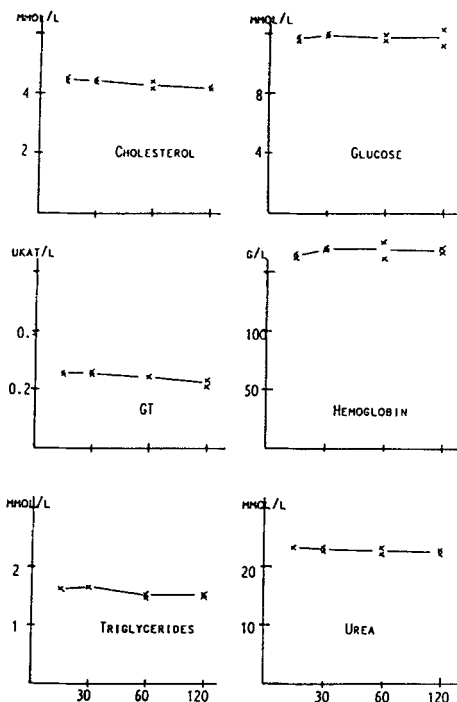 MMOL/L
4
2
CHOLESTEROL
MMOL/L
8
4
GLUCOSE
UKAT/L
0.
0.2
GT
G/L
100
50
HEMOGLOBIN
MMOL/L
2
1
TRIGLYCERIDES
30 60 120
MMOL/L
20
10
UREA
30 60 120